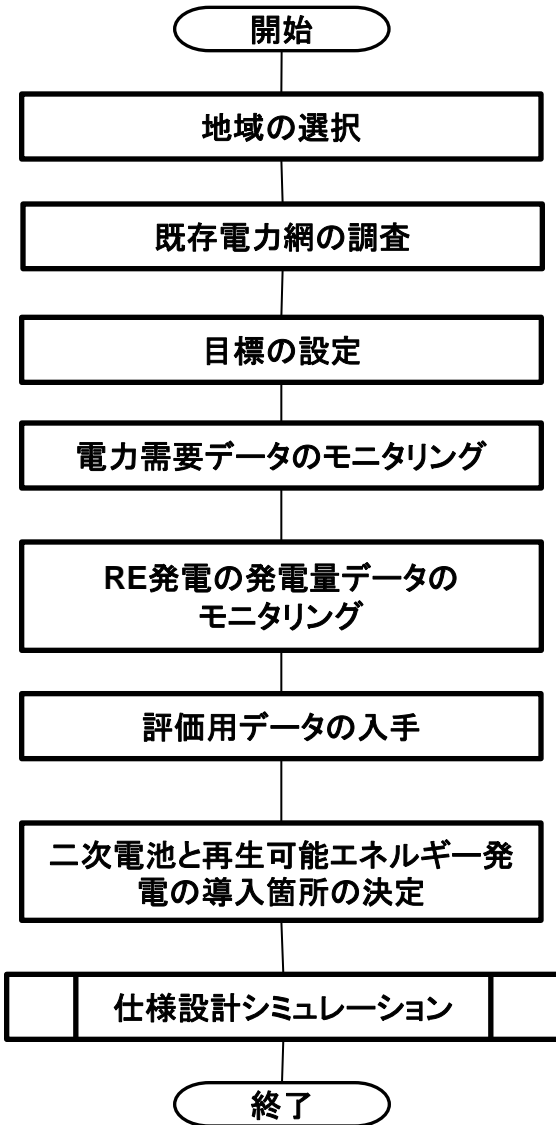 開始
地域の選択
既存電力網の調査
目標の設定
電力需要データのモニタリング
RE発電の発電量データの
モニタリング
評価用データの入手
二次電池と再生可能エネルギー発
電の導入箇所の決定
仕様設計シミュレーション
終了